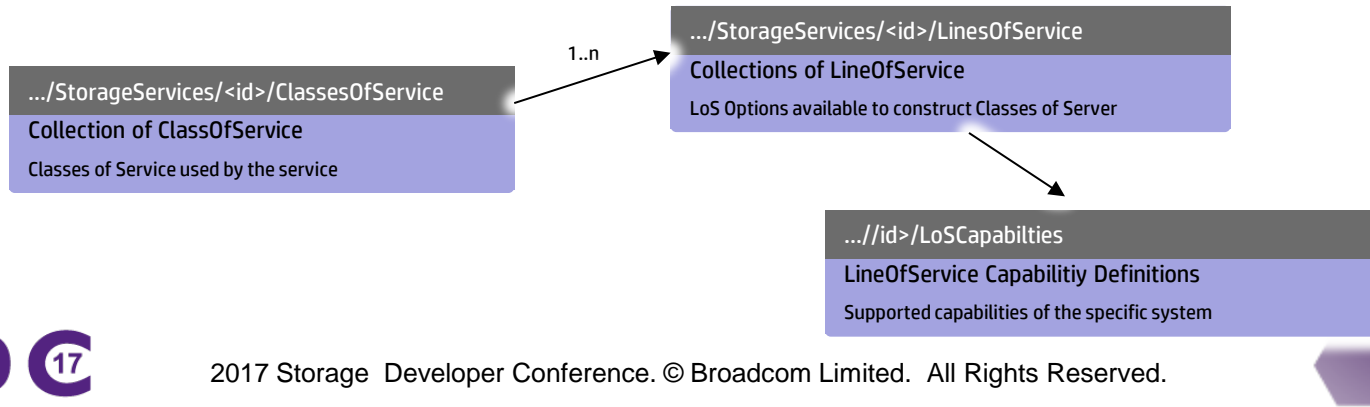 .../StorageServices/<id>/ClassesOfService
Collection of ClassOfService
Classes of Service used by the service
1..n
.../StorageServices/<id>/LinesOfService
Collections of LineOfService
LoS Options available to construct Classes of Server
...//id>/LoSCapabilties
LineOfService Capabilitiy Definitions
Supported capabilities of the specific system
17
2017 Storage Developer Conference. © Broadcom Limited. All Rights Reserved.